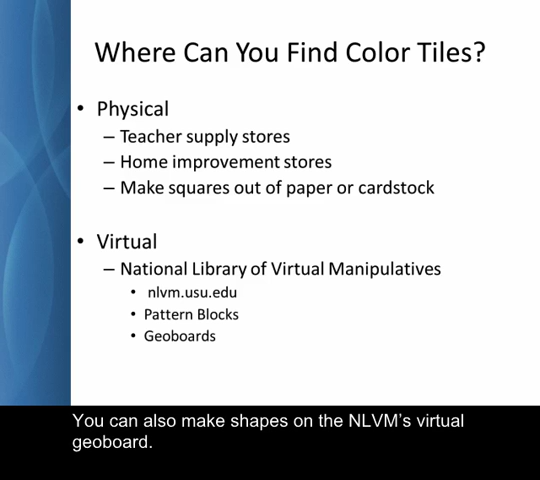 Where Can You Find Color Tiles?
• Physical
– Teacher supply stores
– Home improvement stores
– Make squares out of paper or cardstock
• Virtual
– National Library of Virtual Manipulatives
• nlvm.usu.edu
• Pattern Blocks
• Geoboards
You can also make shapes on the NLVM's virtual
geoboard.